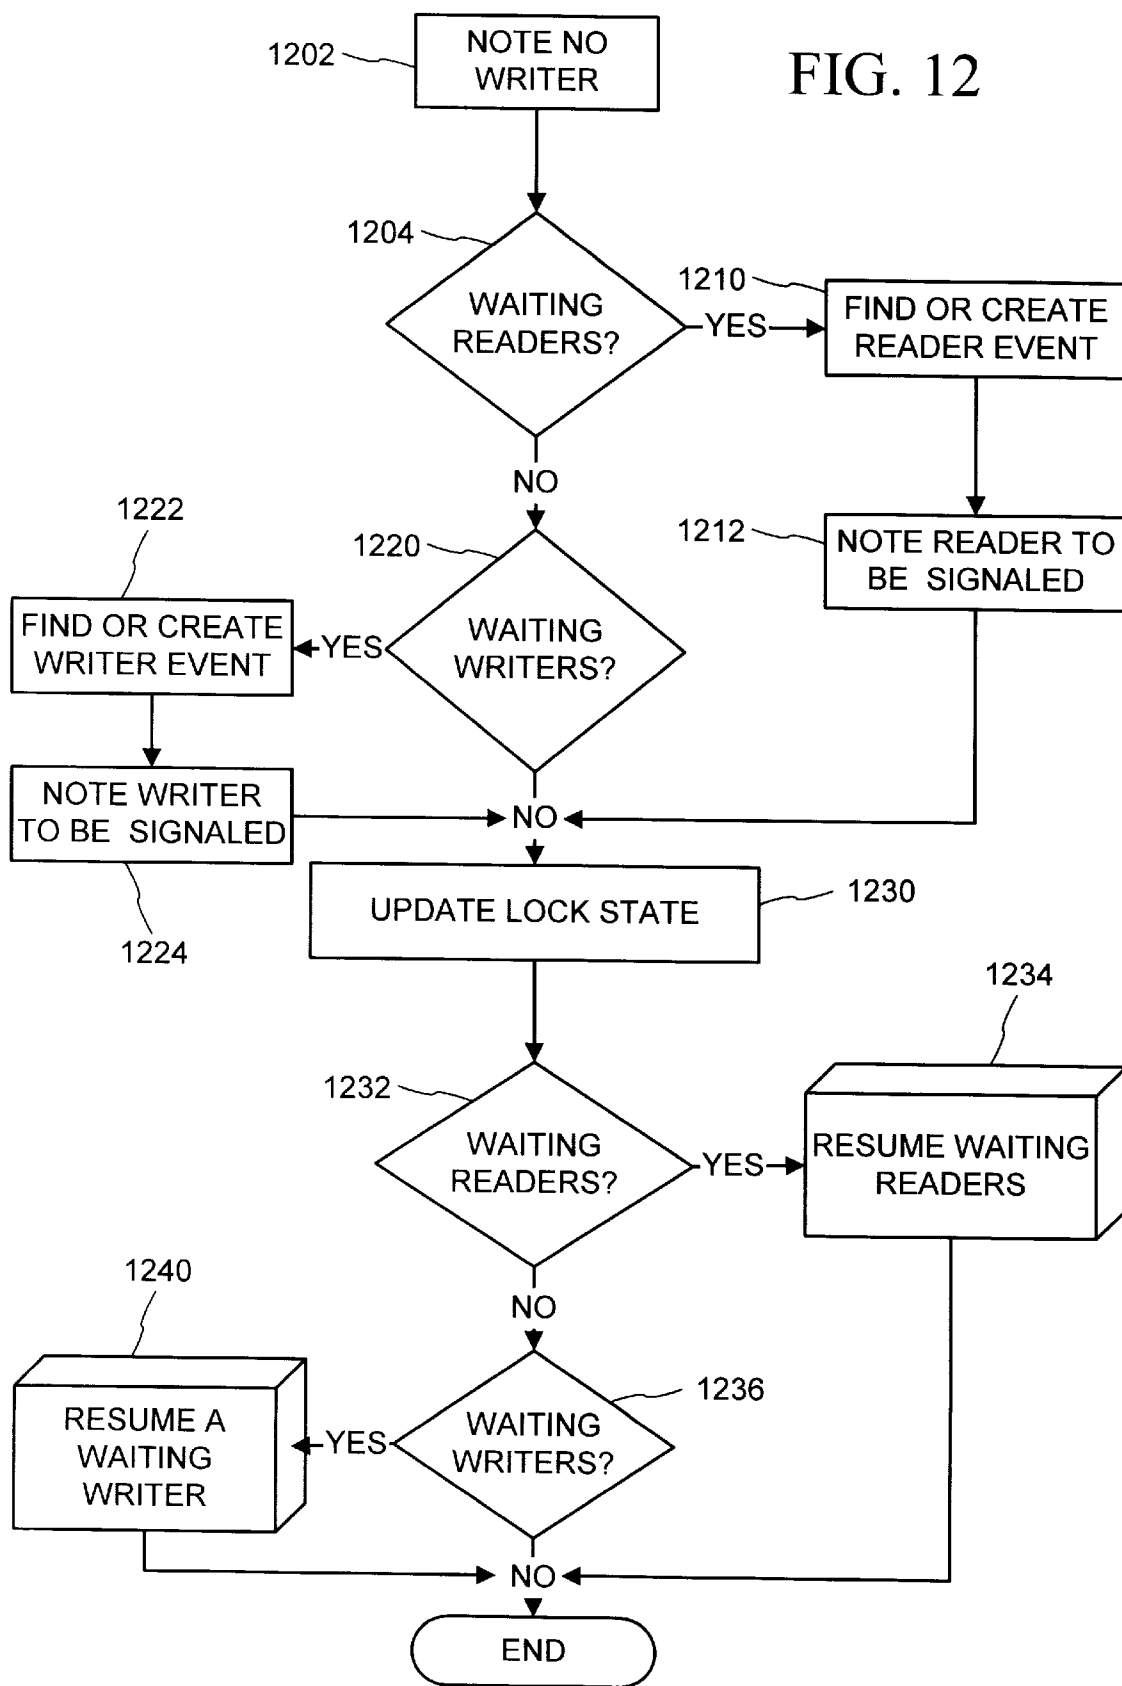 1202
NOTE NO
WRITER
FIG. 12
1204
WAITING
READERS?
YES
1210
FIND OR CREATE
READER EVENT
NO
1222
1220
1212
NOTE READER TO
BE SIGNALED
FIND OR CREATE
WRITER EVENT
YES
WAITING
WRITERS?
NOTE WRITER
TO BE SIGNALED
NO
1224
UPDATE LOCK STATE
1230
1234
1232
WAITING
READERS?
YES
RESUME WAITING
READERS
1240
NO
1236
RESUME A
WAITING
WRITER
YES
WAITING
WRITERS?
NO
END